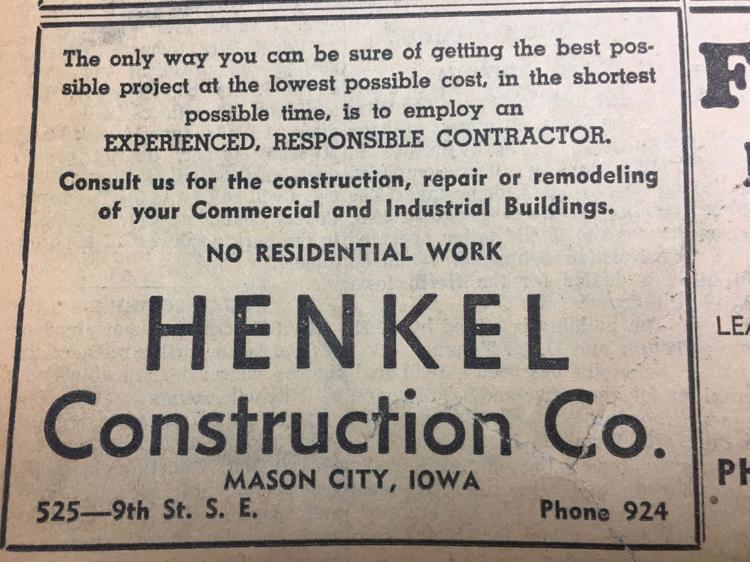 The only way you can be sure of getting the best pos-
sible project at the lowest possible cost, in the shortest
possible time, is to employ an
EXPERIENCED, RESPONSIBLE CONTRACTOR.
Consult us for the construction, repair or remodeling
of your Commercial and Industrial Buildings.
NO RESIDENTIAL WORK
HENKEL
Construction Co.
MASON CITY, IOWA
525—9th St. S. E.
Phone 924
F
LEA
PH